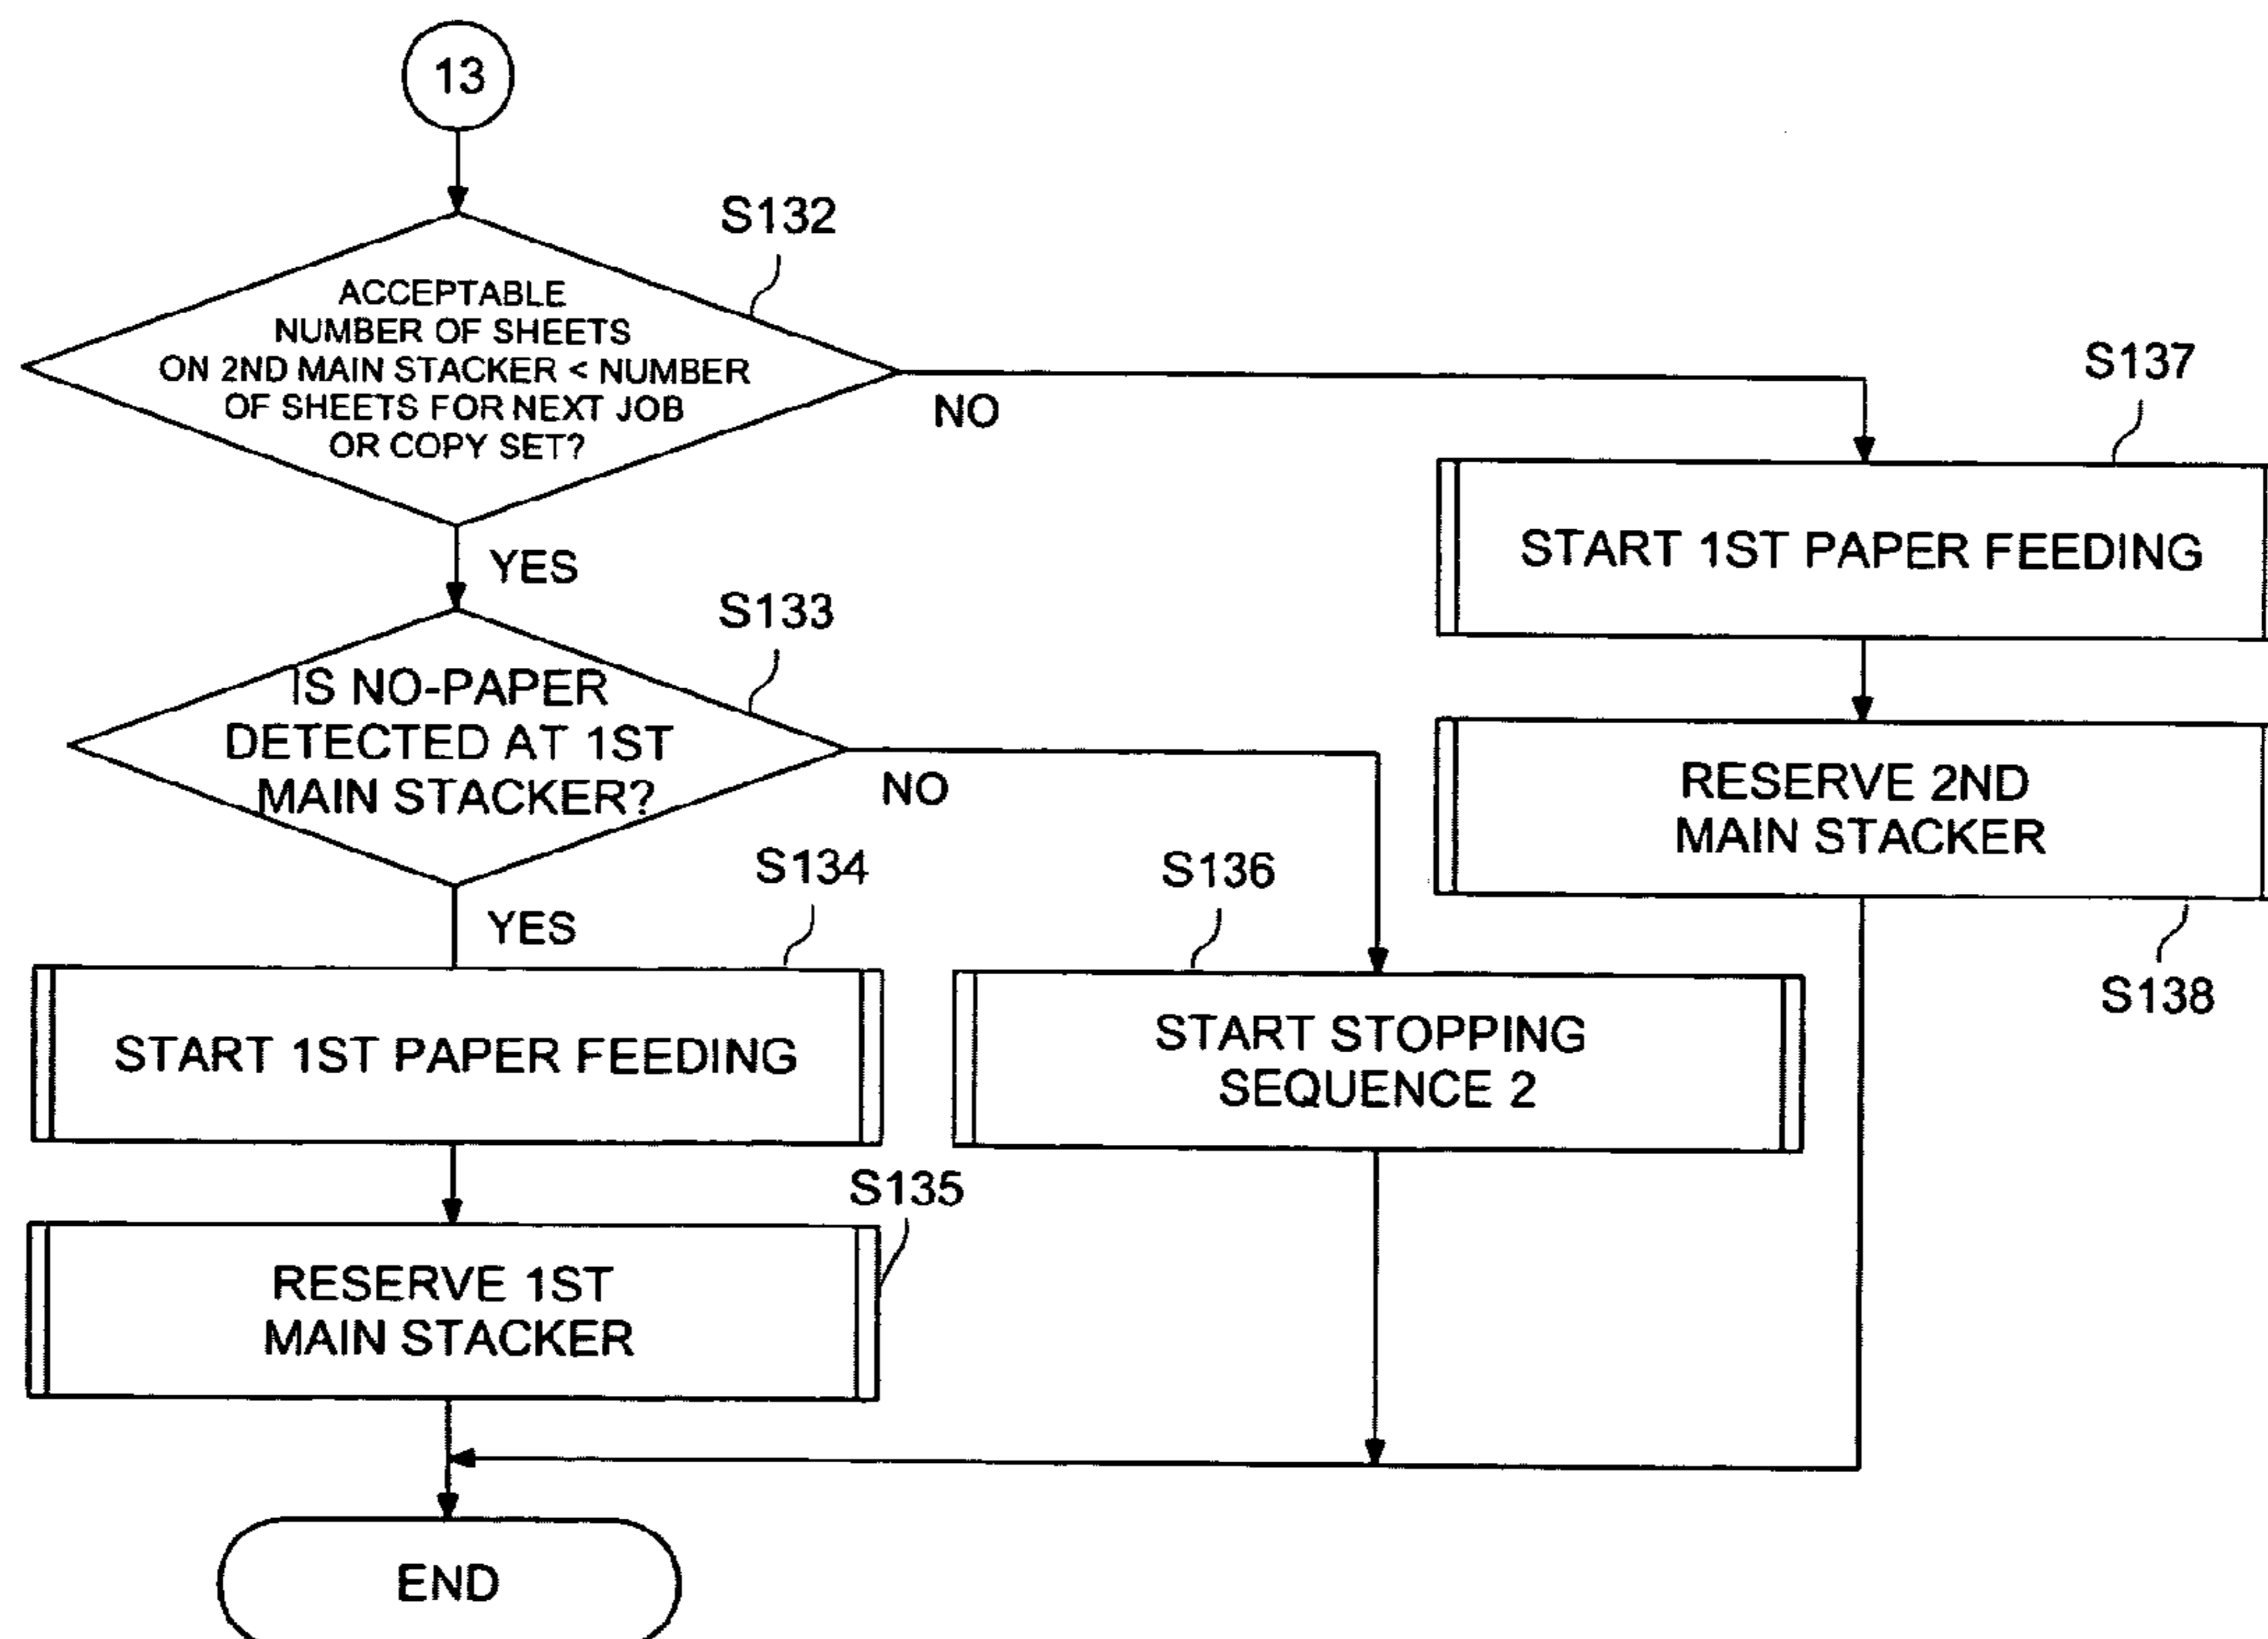 13
S132
ACCEPTABLE
NUMBER OF SHEETS
ON 2ND MAIN STACKER < NUMBER
OF SHEETS FOR NEXT JOB
OR COPY SET?
NO
YES
S137
START 1ST PAPER FEEDING
S133
IS NO-PAPER
DETECTED AT 1ST
MAIN STACKER?
NO
YES
RESERVE 2ND
MAIN STACKER
S138
S134
START 1ST PAPER FEEDING
S136
START STOPPING
SEQUENCE 2
S135
RESERVE 1ST
MAIN STACKER
END